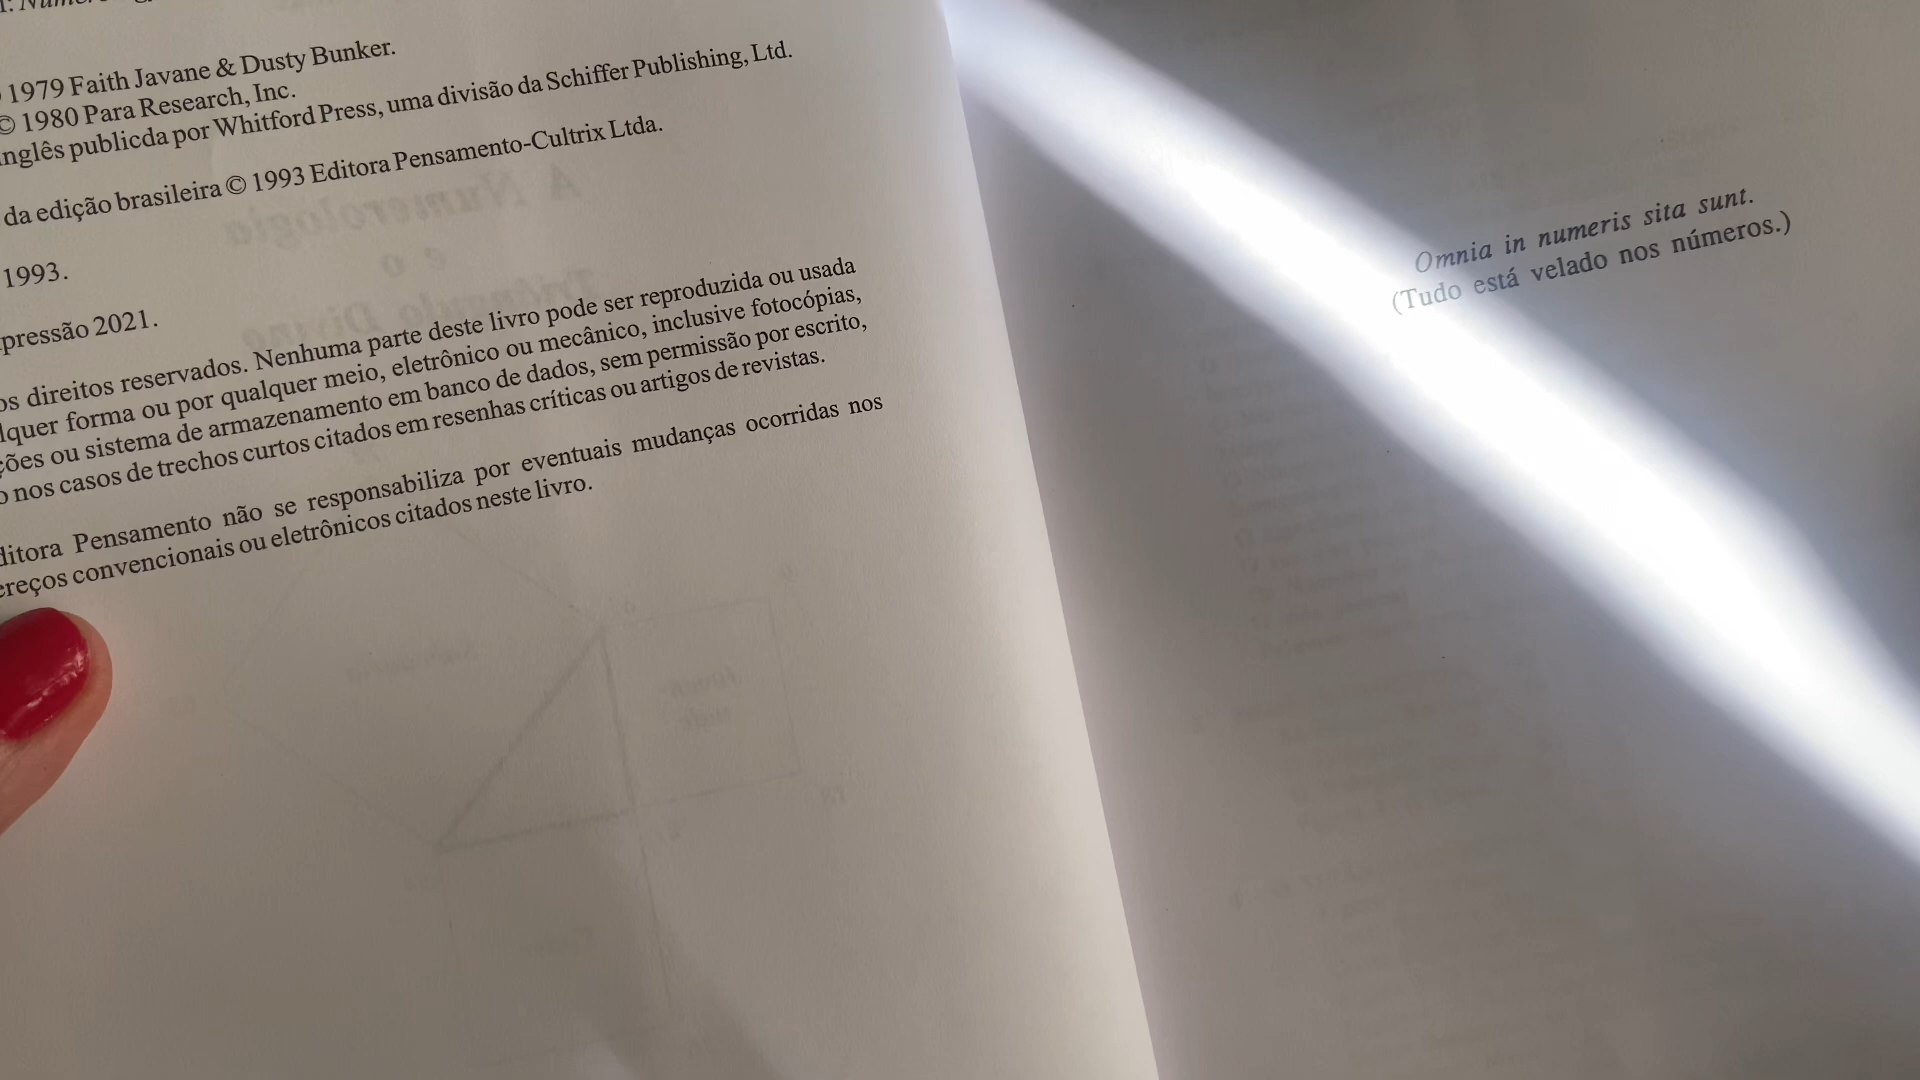 1979 Faith Javane & Dusty Bunker.
© 1980 Para Research, Inc.
nglês publicda por Whitford Press, uma divisão da Schiffer Publishing, Ltd.
da edição brasileira © 1993 Editora Pensamento-Cultrix Ltda.
1993.
pressão 2021.
os direitos reservados. Nenhuma parte deste livro pode ser reproduzida ou usada
lquer forma ou por qualquer meio, eletrônico ou mecânico, inclusive fotocópias,
ções ou sistema de armazenamento em banco de dados, sem permissão por escrito,
o nos casos de trechos curtos citados em resenhas críticas ou artigos de revistas.
ditora Pensamento não se responsabiliza por eventuais mudanças ocorridas nos
ereços convencionais ou eletrônicos citados neste livro.
Omnia in numeris sita sunt.
(Tudo está velado nos números.)